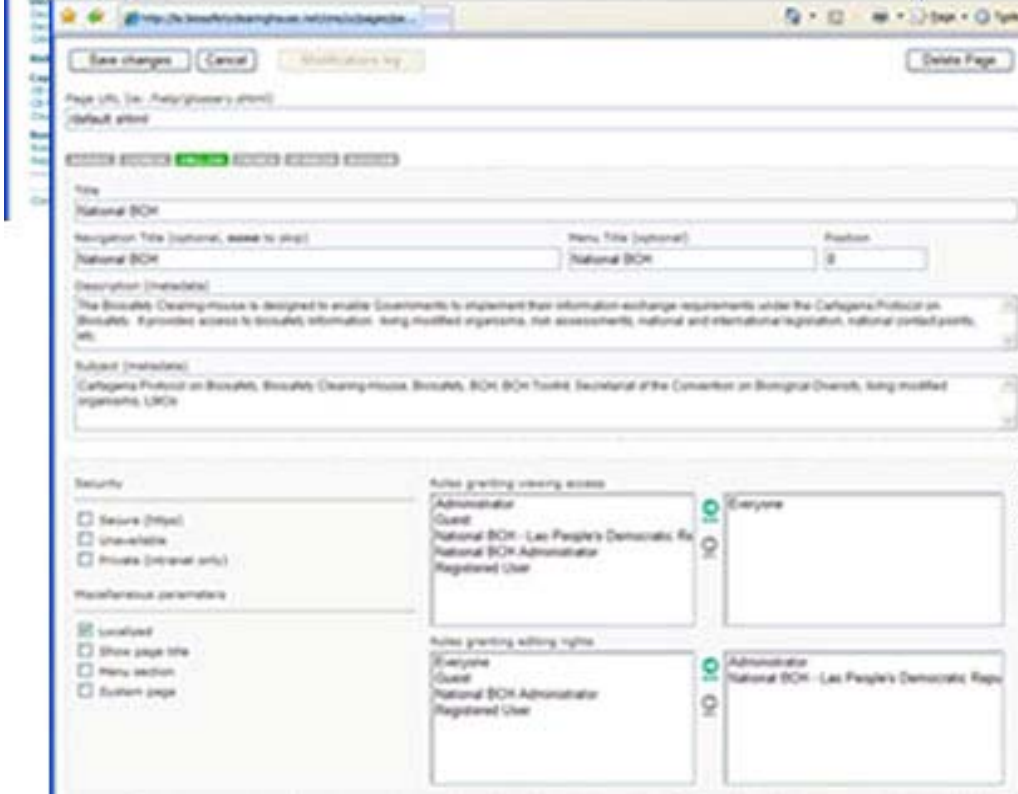 Save changes Cancel Modifications log Delete Page
Page URL (ie. /help/glossary.shtml)
/default.shtml
ENGLISH
Title
National BCH
Navigation Title (optional, none to skip) Menu Title (optional) Position
National BCH National BCH 0
Description (metadata)
The Biosafety Clearing-House is designed to enable Governments to implement their information-exchange requirements under the Cartagena Protocol on
Biosafety. It provides access to biosafety information: living modified organisms, risk assessments, national and international legislation, national contact points,
etc.
Subject (metadata)
Cartagena Protocol on Biosafety, Biosafety Clearing-House, Biosafety, BCH, BCH Toolkit, Secretariat of the Convention on Biological Diversity, living modified
organisms, LMOs
Security
Secure (https)
Unavailable
Private (intranet only)
Miscellaneous parameters
Localized
Show page title
Menu section
System page
Roles granting viewing access
Administrator
Guest
National BCH - Lao People's Democratic Re
National BCH Administrator
Registered User
Everyone
Roles granting editing rights
Everyone
Guest
National BCH Administrator
Registered User
Administrator
National BCH - Lao People's Democratic Repu